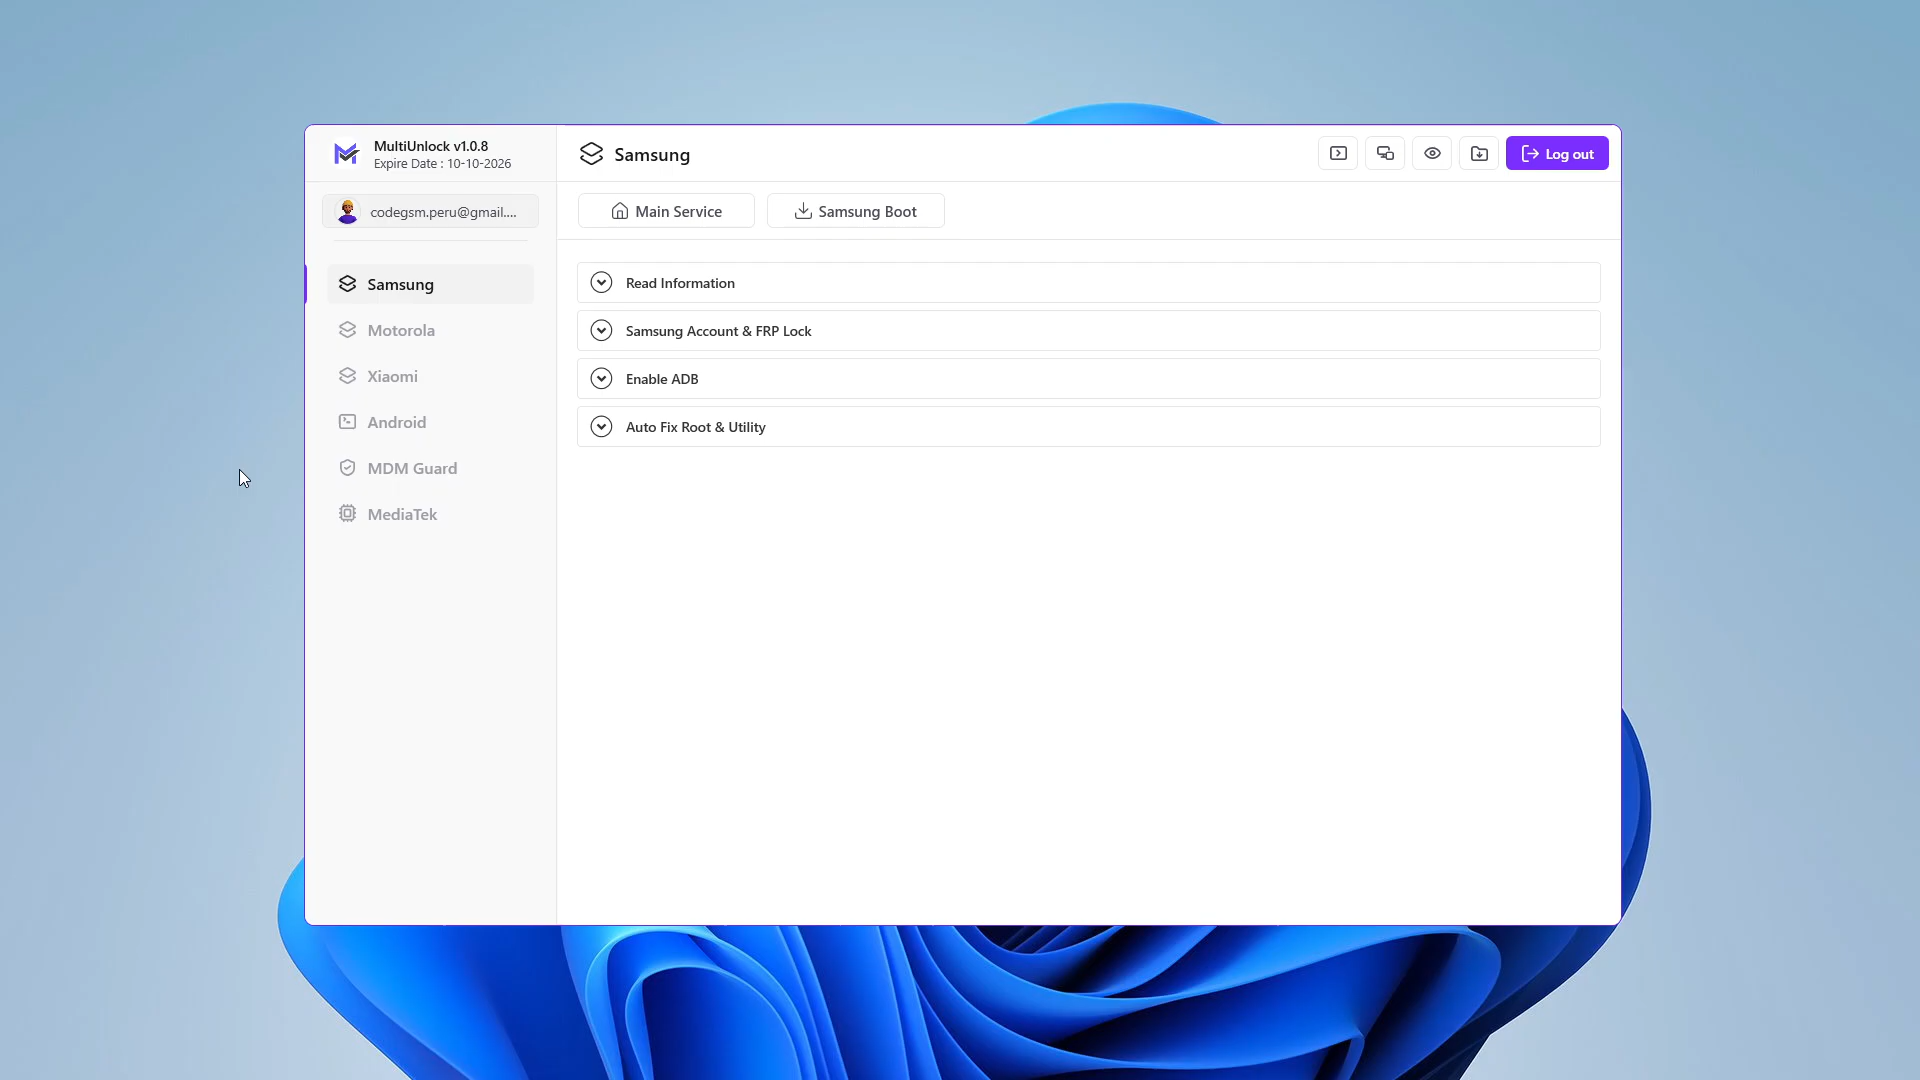 MultiUnlock v1.0.8
Expire Date : 10-10-2026
codegsm.peru@gmail....
Samsung
Motorola
Xiaomi
Android
MDM Guard
MediaTek
Samsung
Log out
Main Service
Samsung Boot
Read Information
Samsung Account & FRP Lock
Enable ADB
Auto Fix Root & Utility